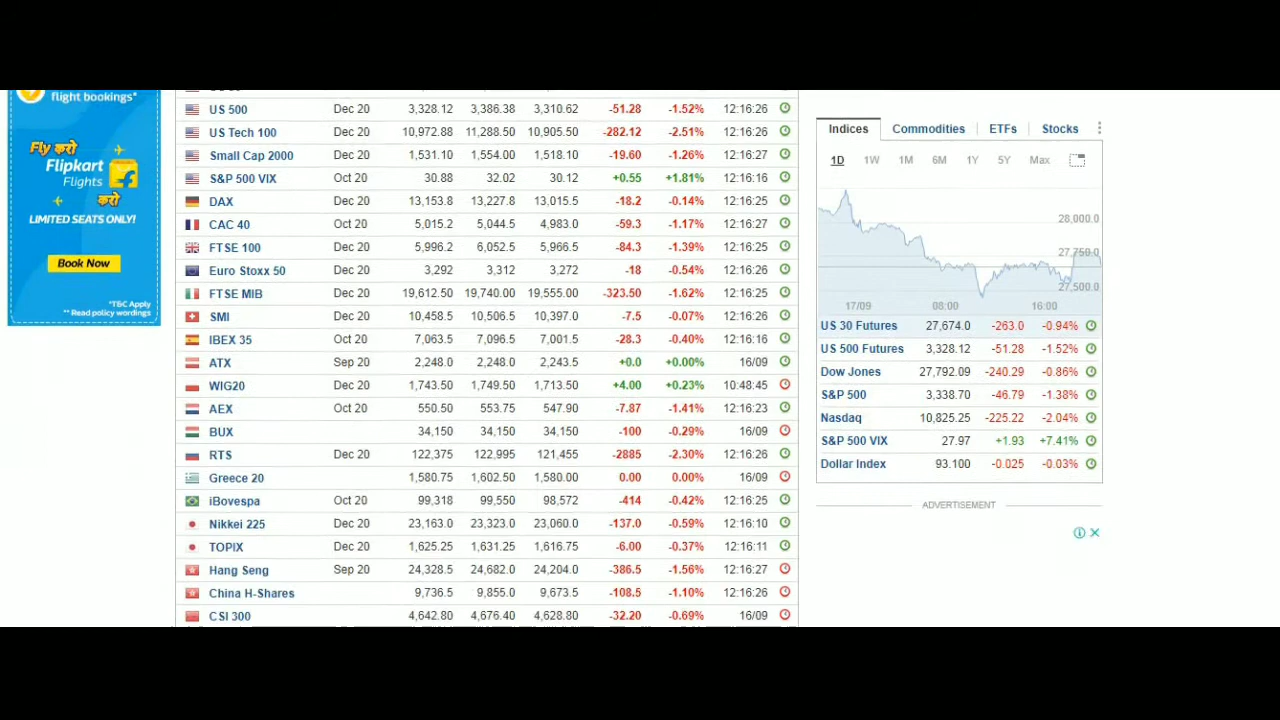 flight bookings*
Fly करो
Flipkart
Flights
करो
LIMITED SEATS ONLY!
Book Now
*T&C Apply
** Read policy wordings
US 500 Dec 20 3,328.12 3,386.38 3,310.62 -51.28 -1.52% 12:16:26
US Tech 100 Dec 20 10,972.88 11,288.50 10,905.50 -282.12 -2.51% 12:16:26
Small Cap 2000 Dec 20 1,531.10 1,554.00 1,518.10 -19.60 -1.26% 12:16:27
S&P 500 VIX Oct 20 30.88 32.02 30.12 +0.55 +1.81% 12:16:16
DAX Dec 20 13,153.8 13,227.8 13,015.5 -18.2 -0.14% 12:16:25
CAC 40 Oct 20 5,015.2 5,044.5 4,983.0 -59.3 -1.17% 12:16:27
FTSE 100 Dec 20 5,996.2 6,052.5 5,966.5 -84.3 -1.39% 12:16:25
Euro Stoxx 50 Dec 20 3,292 3,312 3,272 -18 -0.54% 12:16:26
FTSE MIB Dec 20 19,612.50 19,740.00 19,555.00 -323.50 -1.62% 12:16:25
SMI Dec 20 10,458.5 10,506.5 10,397.0 -7.5 -0.07% 12:16:26
IBEX 35 Oct 20 7,063.5 7,096.5 7,001.5 -28.3 -0.40% 12:16:16
ATX Sep 20 2,248.0 2,248.0 2,243.5 +0.0 +0.00% 16/09
WIG20 Dec 20 1,743.50 1,749.50 1,713.50 +4.00 +0.23% 10:48:45
AEX Oct 20 550.50 553.75 547.90 -7.87 -1.41% 12:16:23
BUX 34,150 34,150 34,150 -100 -0.29% 16/09
RTS Dec 20 122,375 122,995 121,455 -2885 -2.30% 12:16:26
Greece 20 1,580.75 1,602.50 1,580.00 0.00 0.00% 16/09
iBovespa Oct 20 99,318 99,550 98,572 -414 -0.42% 12:16:25
Nikkei 225 Dec 20 23,163.0 23,323.0 23,060.0 -137.0 -0.59% 12:16:10
TOPIX Dec 20 1,625.25 1,631.25 1,616.75 -6.00 -0.37% 12:16:11
Hang Seng Sep 20 24,328.5 24,682.0 24,204.0 -386.5 -1.56% 12:16:27
China H-Shares 9,736.5 9,855.0 9,673.5 -108.5 -1.10% 12:16:26
CSI 300 4,642.80 4,676.40 4,628.80 -32.20 -0.69% 16/09
Indices Commodities ETFs Stocks
1D 1W 1M 6M 1Y 5Y Max
28,000.0
27,750.0
27,500.0
17/09 08:00 16:00
US 30 Futures 27,674.0 -263.0 -0.94%
US 500 Futures 3,328.12 -51.28 -1.52%
Dow Jones 27,792.09 -240.29 -0.86%
S&P 500 3,338.70 -46.79 -1.38%
Nasdaq 10,825.25 -225.22 -2.04%
S&P 500 VIX 27.97 +1.93 +7.41%
Dollar Index 93.100 -0.025 -0.03%
ADVERTISEMENT